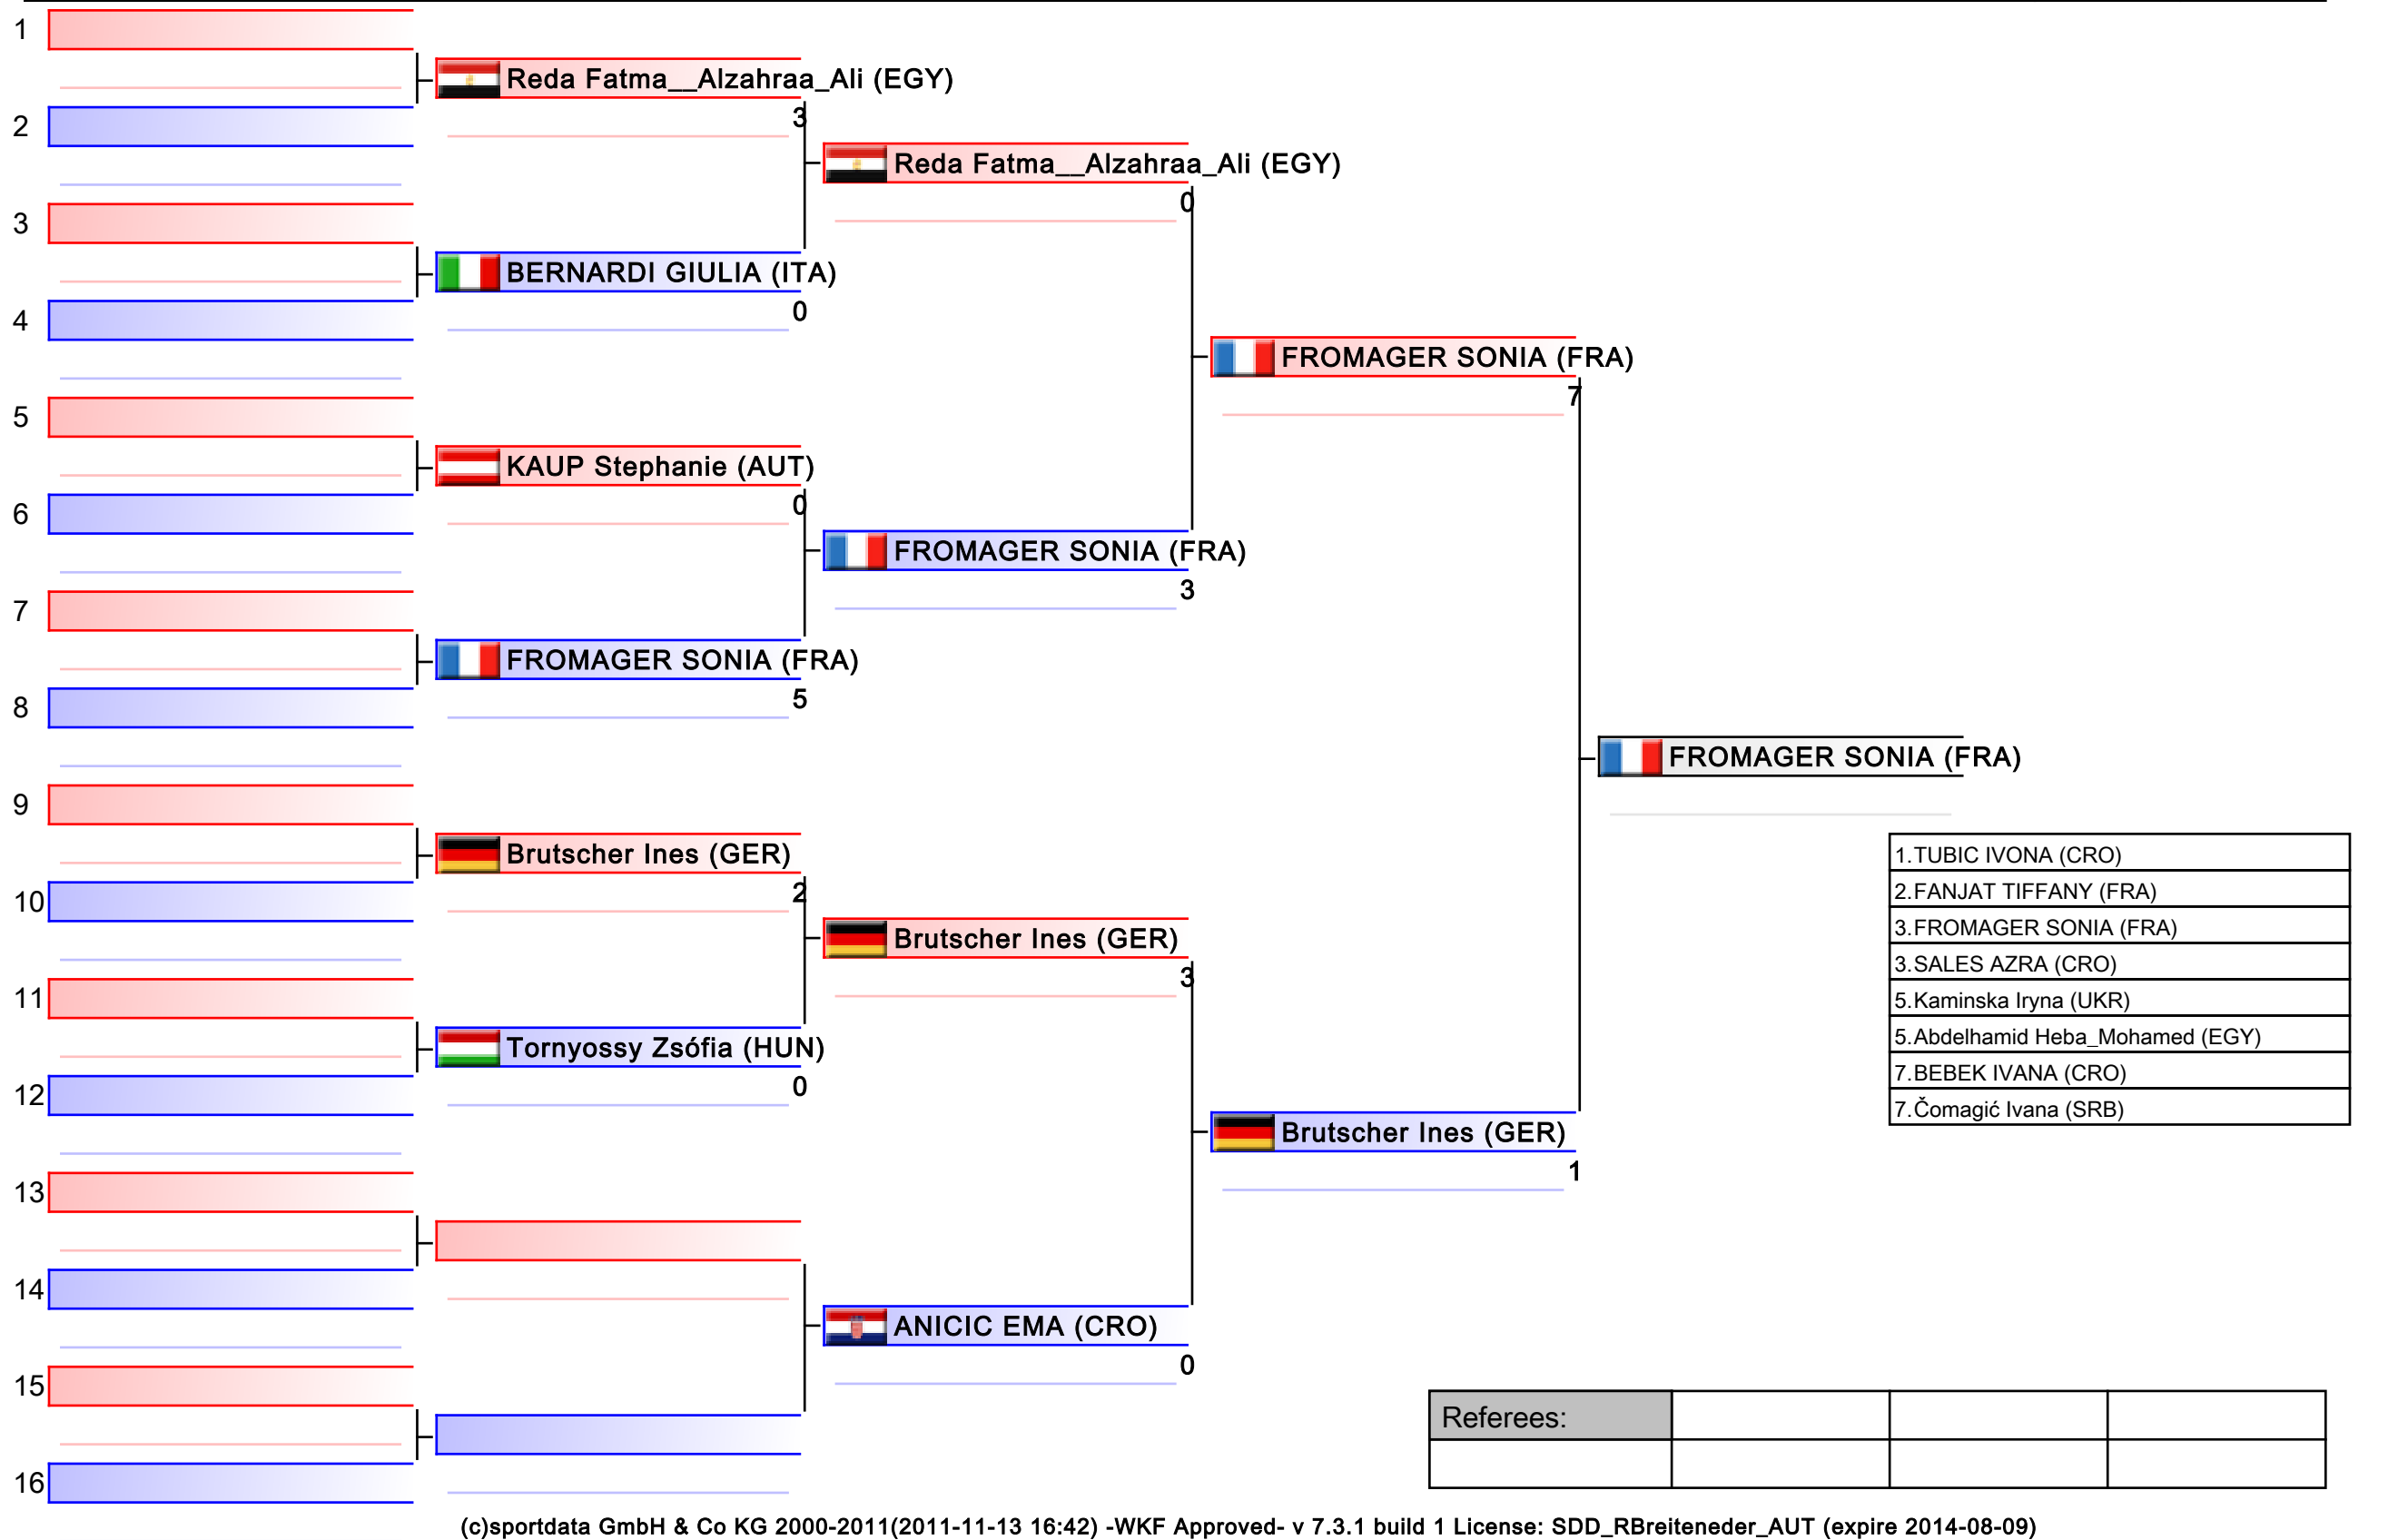 1
Reda Fatma__Alzahraa_Ali (EGY)
3
2
Reda Fatma__Alzahraa_Ali (EGY)
0
3
BERNARDI GIULIA (ITA)
0
4
FROMAGER SONIA (FRA)
7
5
KAUP Stephanie (AUT)
0
6
FROMAGER SONIA (FRA)
3
7
FROMAGER SONIA (FRA)
5
8
FROMAGER SONIA (FRA)
9
Brutscher Ines (GER)
2
10
Brutscher Ines (GER)
3
1.TUBIC IVONA (CRO)
2.FANJAT TIFFANY (FRA)
3.FROMAGER SONIA (FRA)
3.SALES AZRA (CRO)
5.Kaminska Iryna (UKR)
5.Abdelhamid Heba_Mohamed (EGY)
7.BEBEK IVANA (CRO)
7.Čomagić Ivana (SRB)
11
Tornyossy Zsófia (HUN)
0
12
Brutscher Ines (GER)
1
13
14
ANICIC EMA (CRO)
0
15
16
Referees:
(c)sportdata GmbH & Co KG 2000-2011(2011-11-13 16:42) -WKF Approved- v 7.3.1 build 1 License: SDD_RBreiteneder_AUT (expire 2014-08-09)